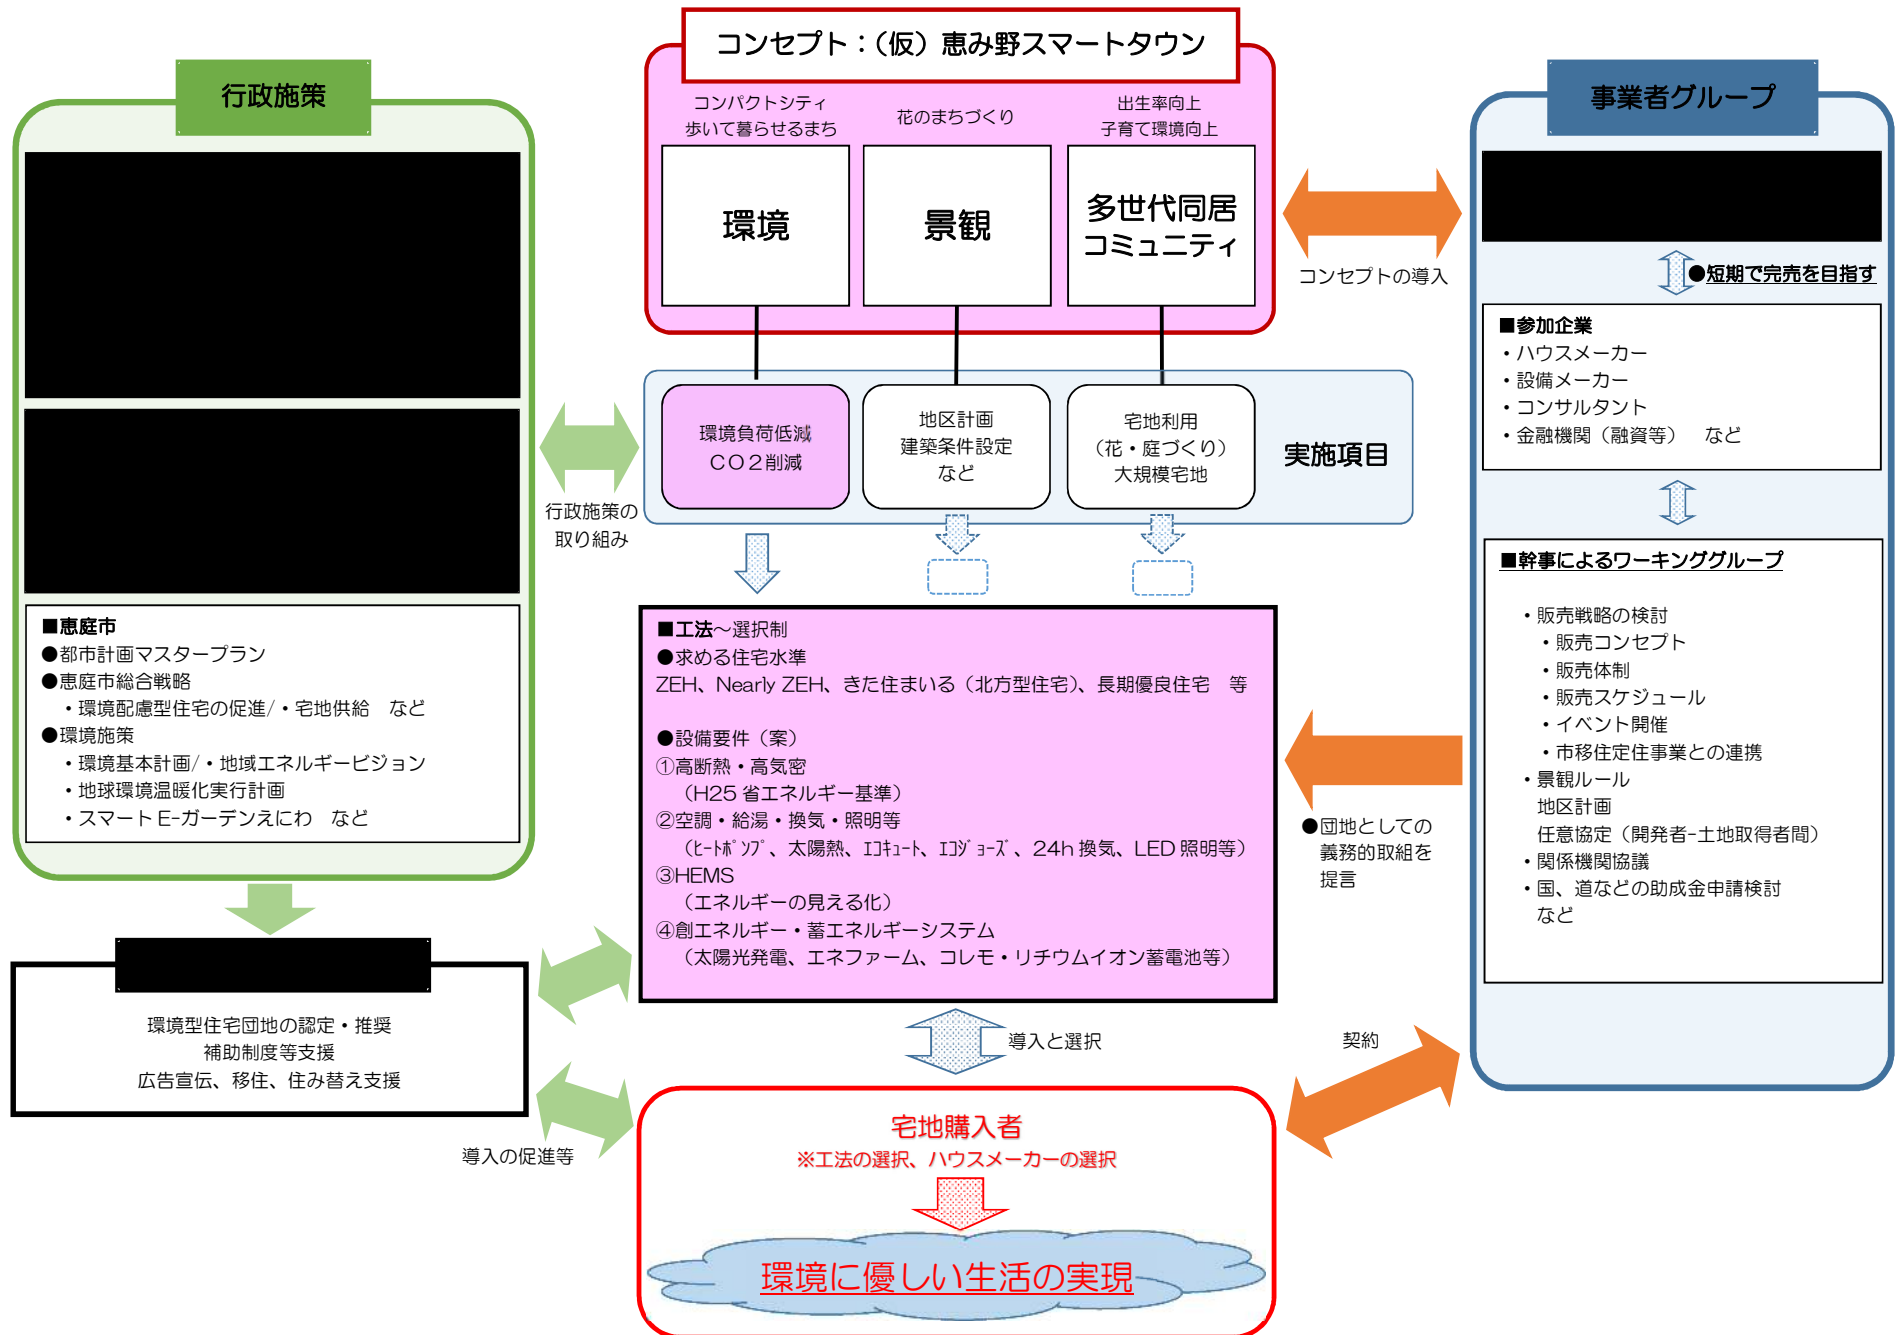 コンセプト：（仮）恵み野スマートタウン
コンパクトシティ
歩いて暮らせるまち
花のまちづくり
出生率向上
子育て環境向上
環境
景観
多世代同居
コミュニティ
行政施策
■恵庭市
●都市計画マスタープラン
●恵庭市総合戦略
・環境配慮型住宅の促進/・宅地供給　など
●環境施策
・環境基本計画/・地域エネルギービジョン
・地球環境温暖化実行計画
・スマートE-ガーデンえにわ　など
環境型住宅団地の認定・推奨
補助制度等支援
広告宣伝、移住、住み替え支援
行政施策の
取り組み
環境負荷低減
ＣＯ２削減
地区計画
建築条件設定
など
宅地利用
（花・庭づくり）
大規模宅地
実施項目
■工法～選択制
●求める住宅水準
ZEH、Nearly ZEH、きた住まいる（北方型住宅）、長期優良住宅　等
●設備要件（案）
①高断熱・高気密
（H25 省エネルギー基準）
②空調・給湯・換気・照明等
（ﾋｰﾄﾎﾟﾝﾌﾟ、太陽熱、ｴｺｷｭｰﾄ、ｴｺｼﾞｮｰｽﾞ、24h 換気、LED 照明等）
③HEMS
（エネルギーの見える化）
④創エネルギー・蓄エネルギーシステム
（太陽光発電、エネファーム、コレモ・リチウムイオン蓄電池等）
導入と選択
導入の促進等
宅地購入者
※工法の選択、ハウスメーカーの選択
環境に優しい生活の実現
コンセプトの導入
●団地としての
義務的取組を
提言
契約
事業者グループ
●短期で完売を目指す
■参加企業
・ハウスメーカー
・設備メーカー
・コンサルタント
・金融機関（融資等）　など
■幹事によるワーキンググループ
・販売戦略の検討
・販売コンセプト
・販売体制
・販売スケジュール
・イベント開催
・市移住定住事業との連携
・景観ルール
地区計画
任意協定（開発者-土地取得者間）
・関係機関協議
・国、道などの助成金申請検討
など